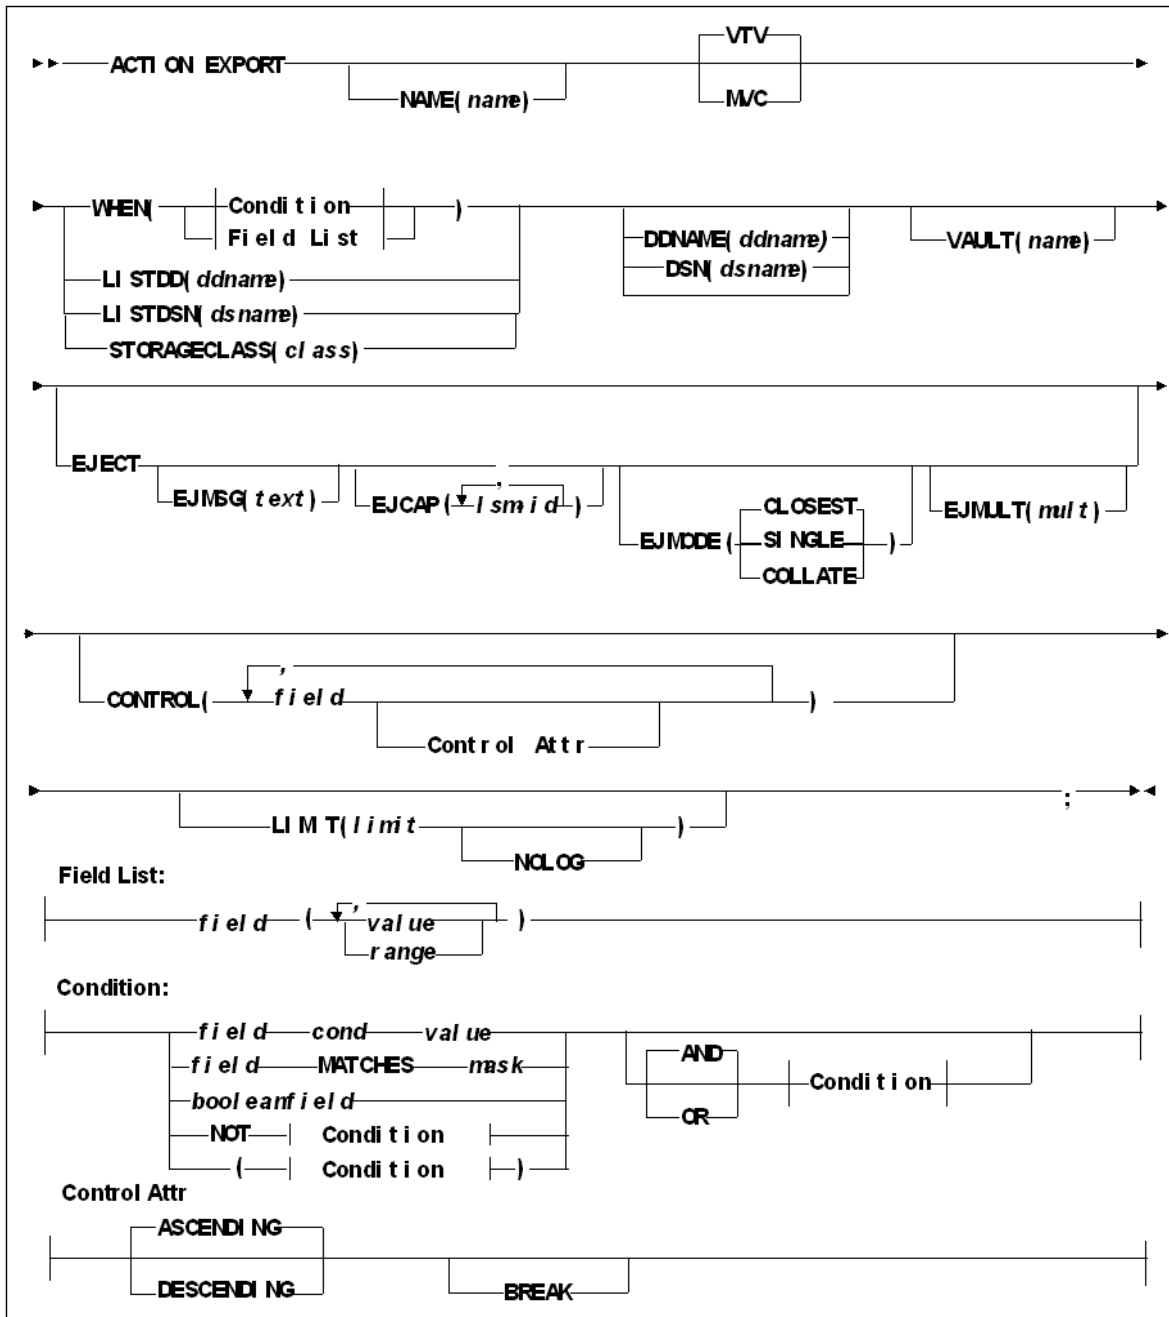 ACTION EXPORT
NAME(name)
VTV
MVC
WHEN( Condition )
Field List
LISTDD(ddname)
LISTDSN(dsname)
STORAGECLASS(class)
DDNAME(ddname)
DSN(dsname)
VAULT(name)
EJECT
EJMSG(text)
,
EJCAP( lsm-id )
EJMODE( CLOSEST
SINGLE )
COLLATE
EJMULT(mult)
,
CONTROL( field )
Control Attr
LIMIT(limit )
NOLOG
;
Field List:
,
field ( value )
range
Condition:
field cond value
field MATCHES mask
booleanfield
NOT Condition
( Condition )
AND
OR
Condition
Control Attr
ASCENDING
DESCENDING
BREAK